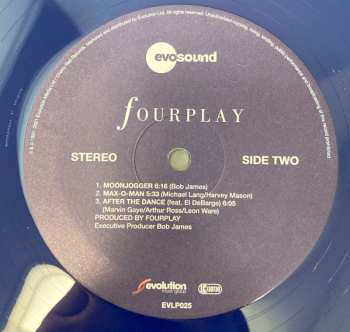 evosound
fOURPLAY
STEREO
SIDE TWO
1. MOONJOGGER 6:16 (Bob James)
2. MAX-O-MAN 5:33 (Michael Lang/Harvey Mason)
3. AFTER THE DANCE (feat. El DeBarge) 6:05
(Marvin Gaye/Arthur Ross/Leon Ware)
PRODUCED BY FOURPLAY
Executive Producer Bob James
evolution
music group
EVLP025